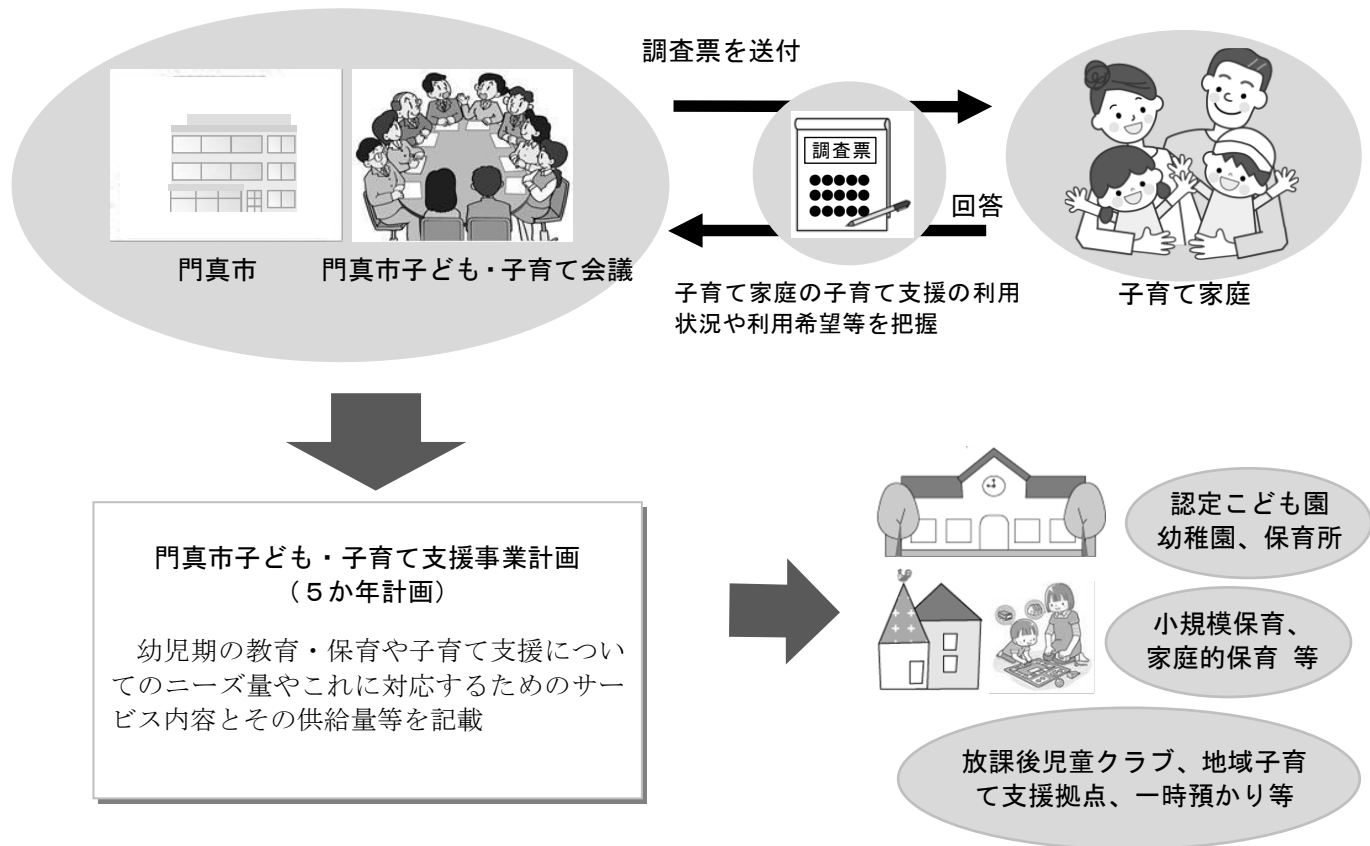 調査票を送付
調査票
回答
門真市
門真市子ども・子育て会議
子育て家庭の子育て支援の利用
状況や利用希望等を把握
子育て家庭
門真市子ども・子育て支援事業計画
（５か年計画）
幼児期の教育・保育や子育て支援につい
てのニーズ量やこれに対応するためのサー
ビス内容とその供給量等を記載
認定こども園
幼稚園、保育所
小規模保育、
家庭的保育 等
放課後児童クラブ、地域子育
て支援拠点、一時預かり等